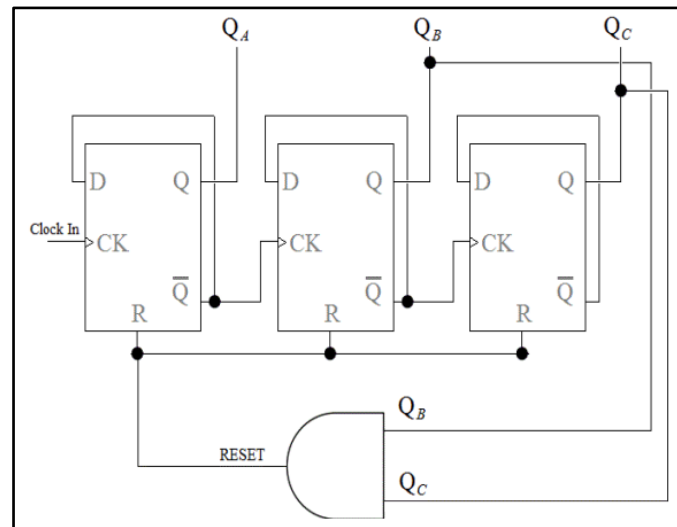 Q_A Q_B Q_C
D Q D Q D Q
Clock In CK CK CK
Q̅ Q̅ Q̅
R R R
Q_B
RESET
Q_C